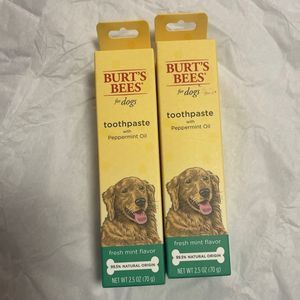 BURT'S
BEES
for dogs
toothpaste
with
Peppermint Oil
fresh mint flavor
99.5% NATURAL ORIGIN
NET WT 2.5 OZ (70 g)
BURT'S
BEES
for dogs
toothpaste
with
Peppermint Oil
fresh mint flavor
99.5% NATURAL ORIGIN
NET WT 2.5 OZ (70 g)